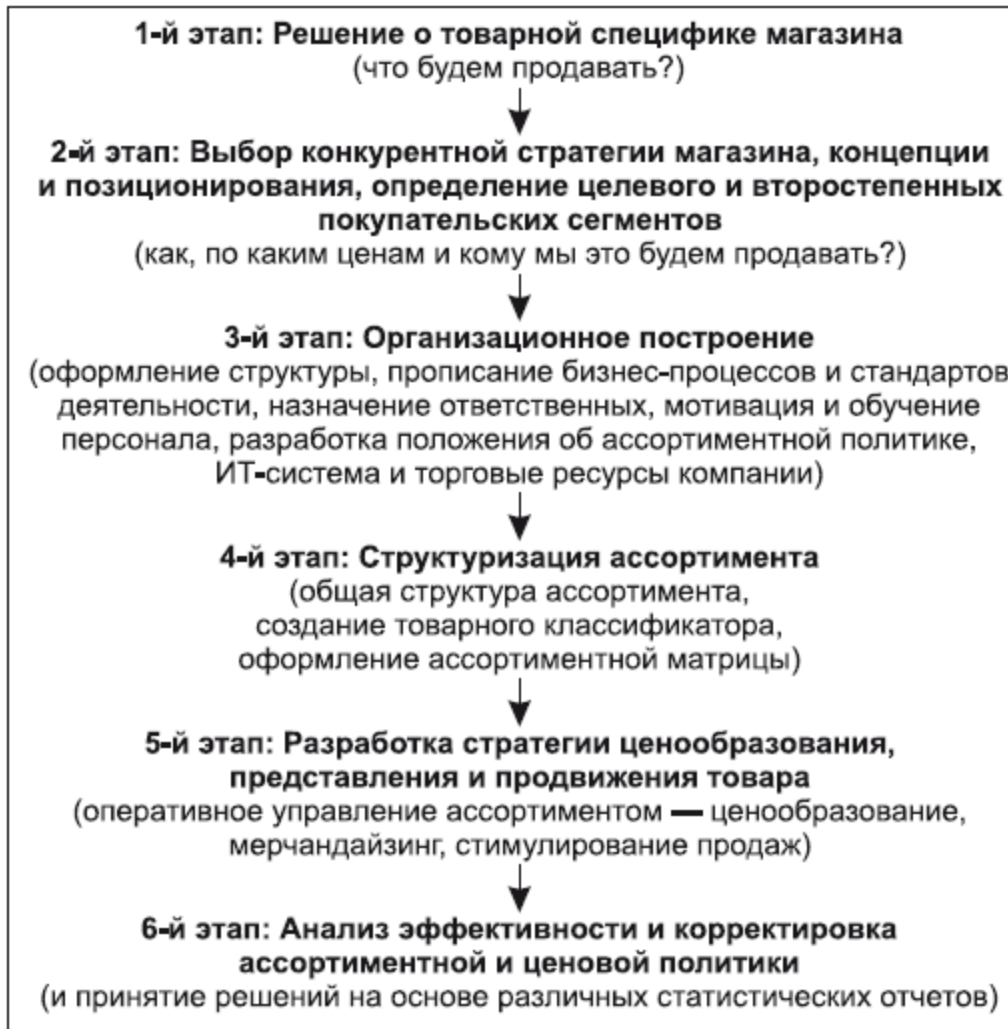 1-й этап: Решение о товарной специфике магазина
(что будем продавать?)
2-й этап: Выбор конкурентной стратегии магазина, концепции
и позиционирования, определение целевого и второстепенных
покупательских сегментов
(как, по каким ценам и кому мы это будем продавать?)
3-й этап: Организационное построение
(оформление структуры, прописание бизнес-процессов и стандартов
деятельности, назначение ответственных, мотивация и обучение
персонала, разработка положения об ассортиментной политике,
ИТ-система и торговые ресурсы компании)
4-й этап: Структуризация ассортимента
(общая структура ассортимента,
создание товарного классификатора,
оформление ассортиментной матрицы)
5-й этап: Разработка стратегии ценообразования,
представления и продвижения товара
(оперативное управление ассортиментом — ценообразование,
мерчандайзинг, стимулирование продаж)
6-й этап: Анализ эффективности и корректировка
ассортиментной и ценовой политики
(и принятие решений на основе различных статистических отчетов)